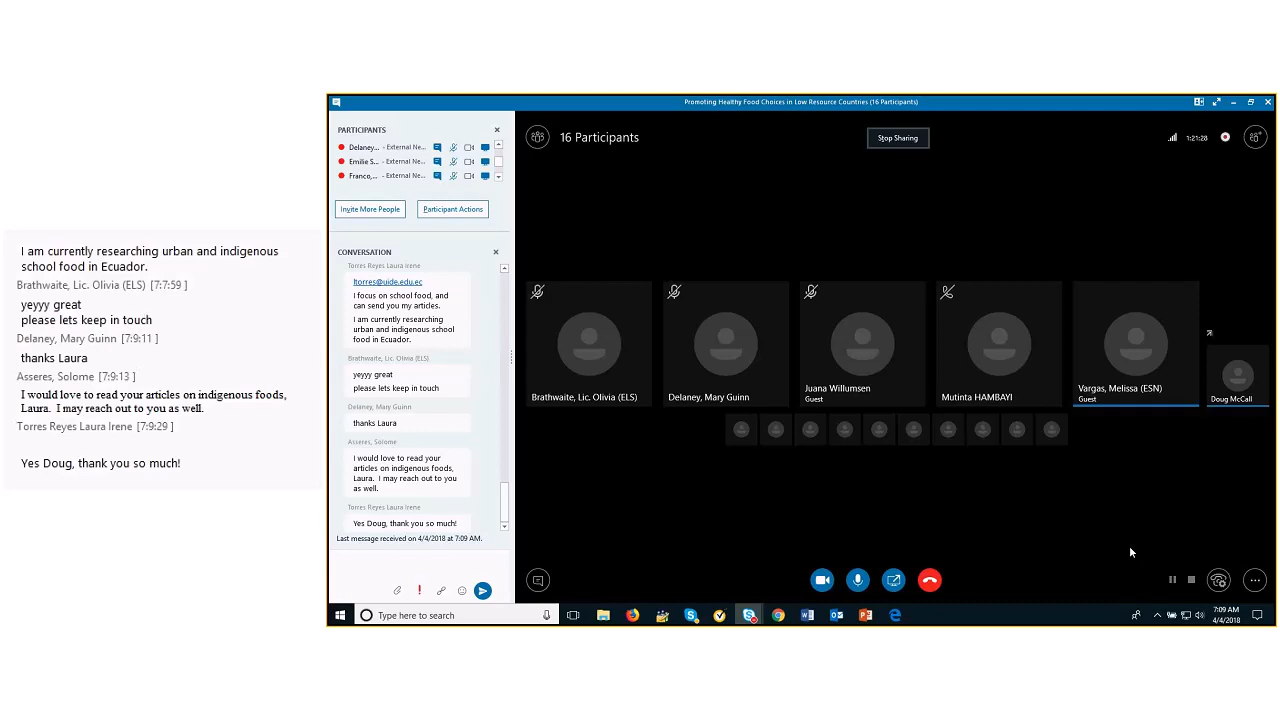 I am currently researching urban and indigenous
school food in Ecuador.
Brathwaite, Lic. Olivia (ELS) [7:7:59 ]
yeyyy great
please lets keep in touch
Delaney, Mary Guinn [7:9:11 ]
thanks Laura
Asseres, Solome [7:9:13 ]
I would love to read your articles on indigenous foods,
Laura. I may reach out to you as well.
Torres Reyes Laura Irene [7:9:29 ]
Yes Doug, thank you so much!
Promoting Healthy Food Choices in Low Resource Countries (16 Participants)
PARTICIPANTS
Delaney... - External Ne...
Emilie S... - External Ne...
Franco,... - External Ne...
Invite More People
Participant Actions
CONVERSATION
Torres Reyes Laura Irene
ltorres@uide.edu.ec
I focus on school food, and
can send you my articles.
I am currently researching
urban and indigenous school
food in Ecuador.
Brathwaite, Lic. Olivia (ELS)
yeyyy great
please lets keep in touch
Delaney, Mary Guinn
thanks Laura
Asseres, Solome
I would love to read your
articles on indigenous foods,
Laura. I may reach out to you
as well.
Torres Reyes Laura Irene
Yes Doug, thank you so much!
Last message received on 4/4/2018 at 7:09 AM.
16 Participants
Stop Sharing
1:21:28
Brathwaite, Lic. Olivia (ELS)
Delaney, Mary Guinn
Juana Willumsen
Guest
Mutinta HAMBAYI
Vargas, Melissa (ESN)
Guest
Doug McCall
Type here to search
7:09 AM
4/4/2018